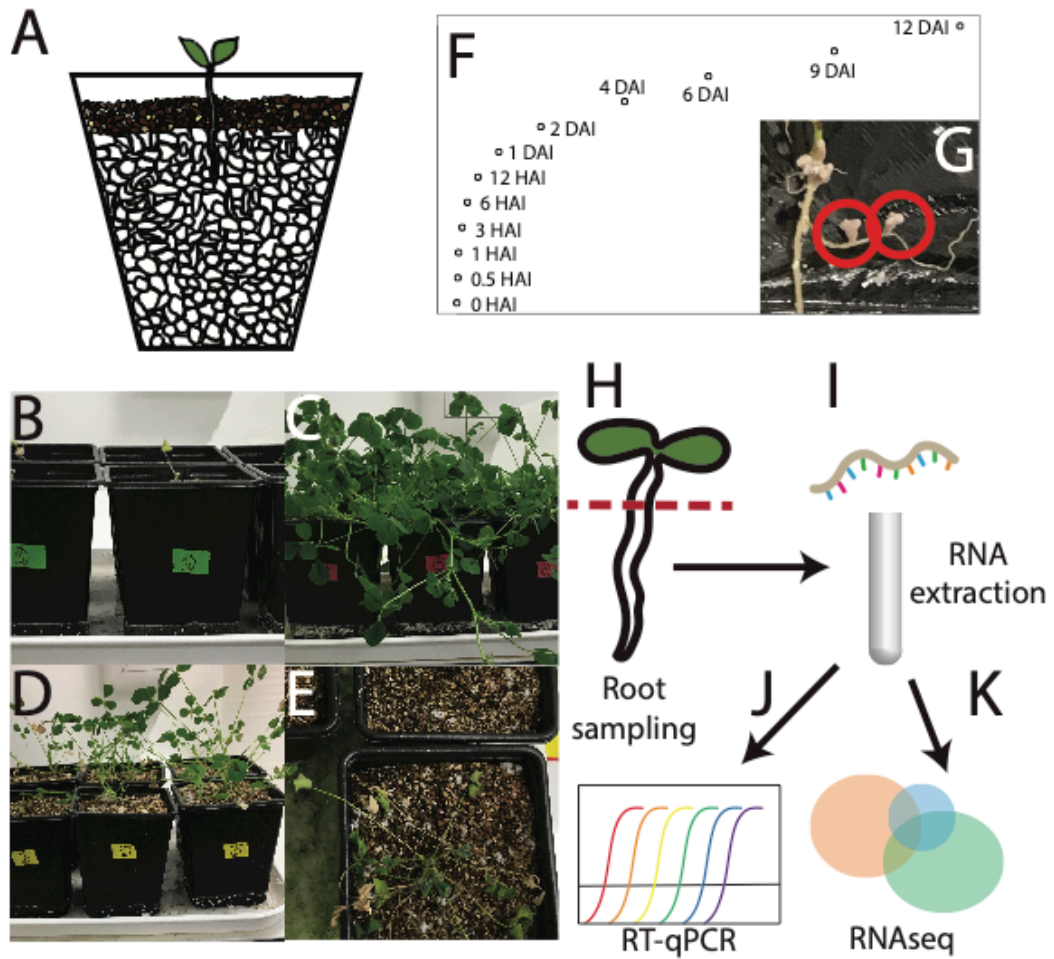 A
F
12 DAI
9 DAI
4 DAI
6 DAI
2 DAI
1 DAI
12 HAI
6 HAI
3 HAI
1 HAI
0.5 HAI
0 HAI
G
B
C
D
E
H
I
RNA
extraction
Root
sampling
J
K
RT-qPCR
RNAseq